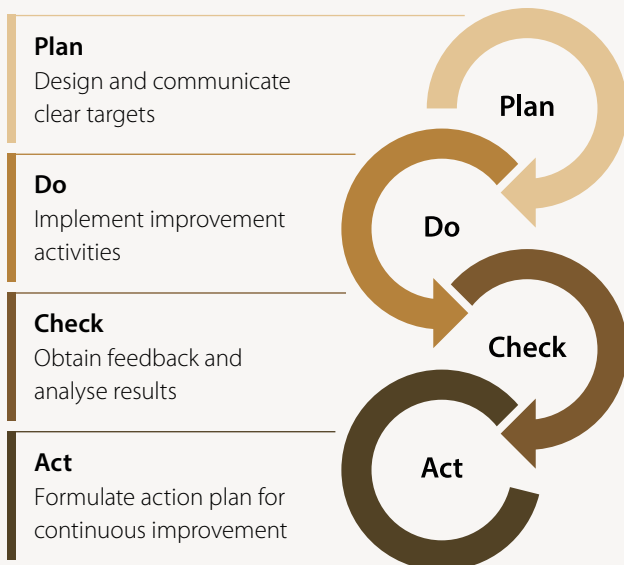 Plan
Design and communicate
clear targets
Do
Implement improvement
activities
Check
Obtain feedback and
analyse results
Act
Formulate action plan for
continuous improvement
Plan
Do
Check
Act